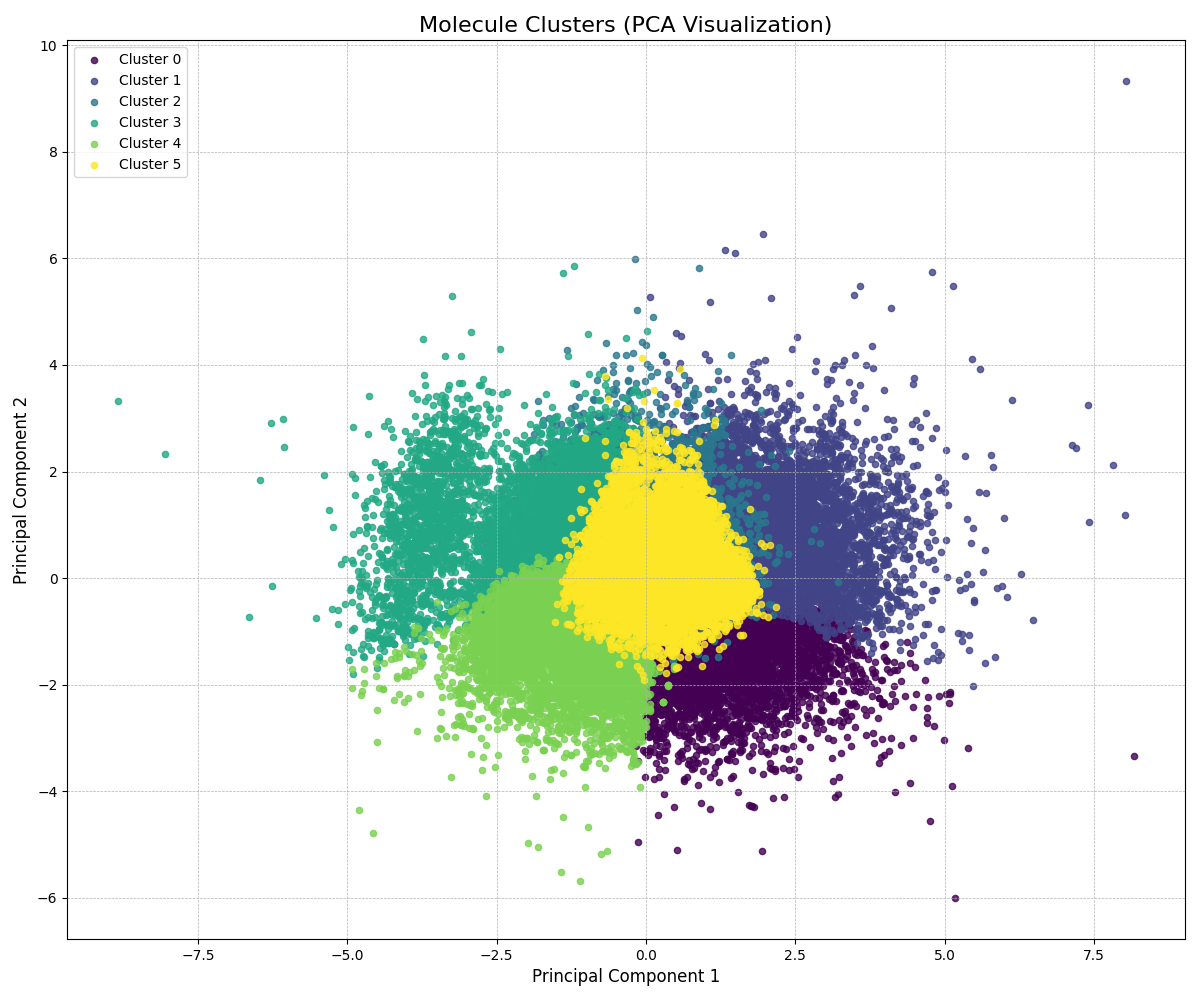 Molecule Clusters (PCA Visualization)
Cluster 0
Cluster 1
Cluster 2
Cluster 3
Cluster 4
Cluster 5
10
8
6
4
2
0
−2
−4
−6
Principal Component 2
−7.5 −5.0 −2.5 0.0 2.5 5.0 7.5
Principal Component 1